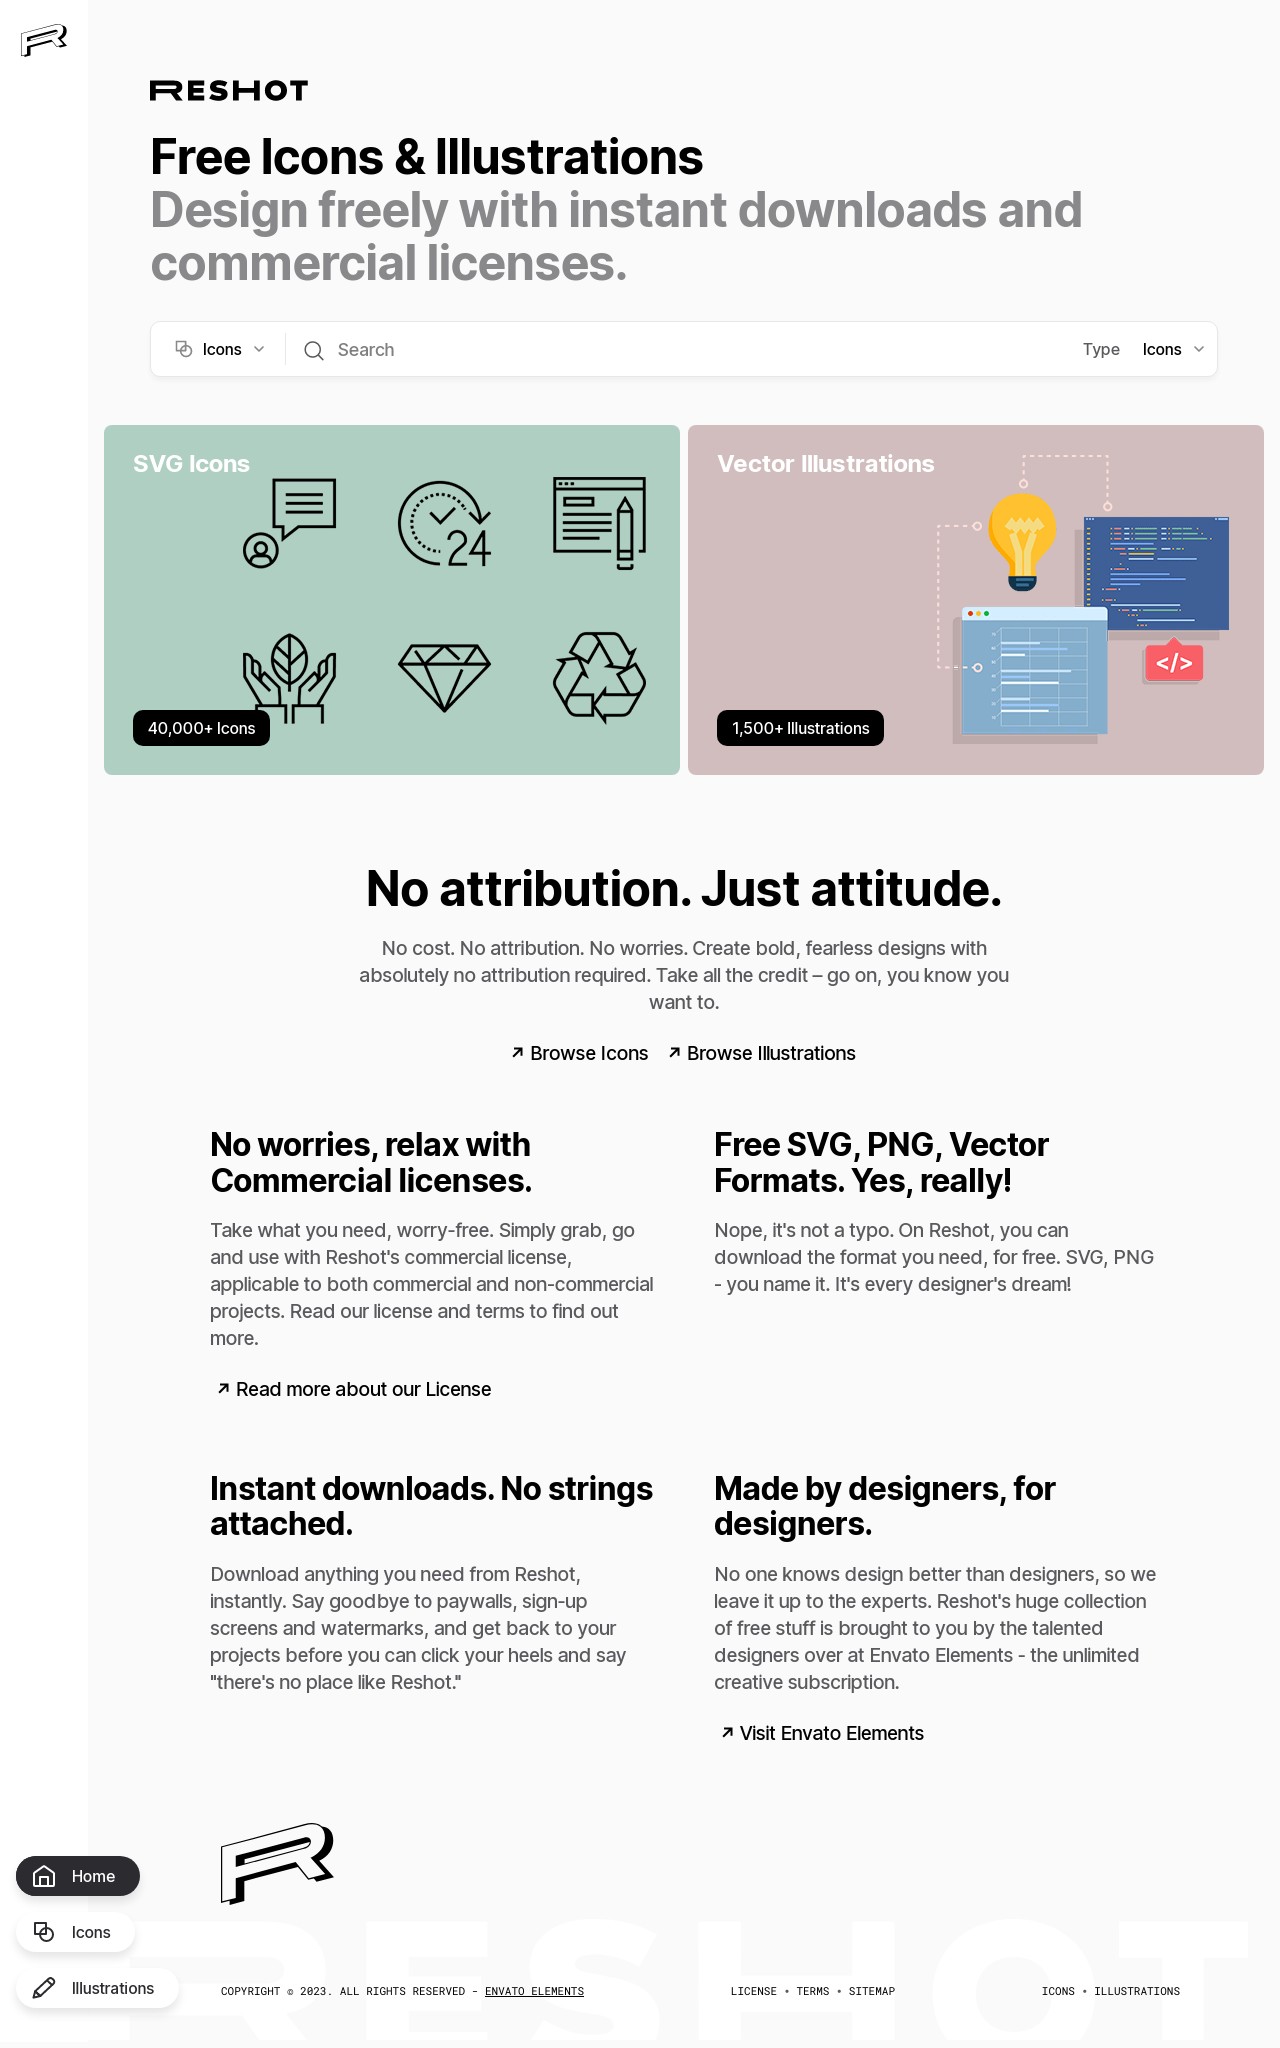 RESHOT
Free Icons & Illustrations
Design freely with instant downloads and
commercial licenses.
Icons
Search
Type
Icons
SVG Icons
24
40,000+ Icons
Vector Illustrations
</>
1,500+ Illustrations
No attribution. Just attitude.
No cost. No attribution. No worries. Create bold, fearless designs with
absolutely no attribution required. Take all the credit – go on, you know you
want to.
Browse Icons
Browse Illustrations
No worries, relax with
Commercial licenses.
Take what you need, worry-free. Simply grab, go
and use with Reshot's commercial license,
applicable to both commercial and non-commercial
projects. Read our license and terms to find out
more.
Read more about our License
Free SVG, PNG, Vector
Formats. Yes, really!
Nope, it's not a typo. On Reshot, you can
download the format you need, for free. SVG, PNG
- you name it. It's every designer's dream!
Instant downloads. No strings
attached.
Download anything you need from Reshot,
instantly. Say goodbye to paywalls, sign-up
screens and watermarks, and get back to your
projects before you can click your heels and say
"there's no place like Reshot."
Made by designers, for
designers.
No one knows design better than designers, so we
leave it up to the experts. Reshot's huge collection
of free stuff is brought to you by the talented
designers over at Envato Elements - the unlimited
creative subscription.
Visit Envato Elements
Home
Icons
Illustrations
RESHOT
COPYRIGHT © 2023. ALL RIGHTS RESERVED - ENVATO ELEMENTS
LICENSE • TERMS • SITEMAP
ICONS • ILLUSTRATIONS